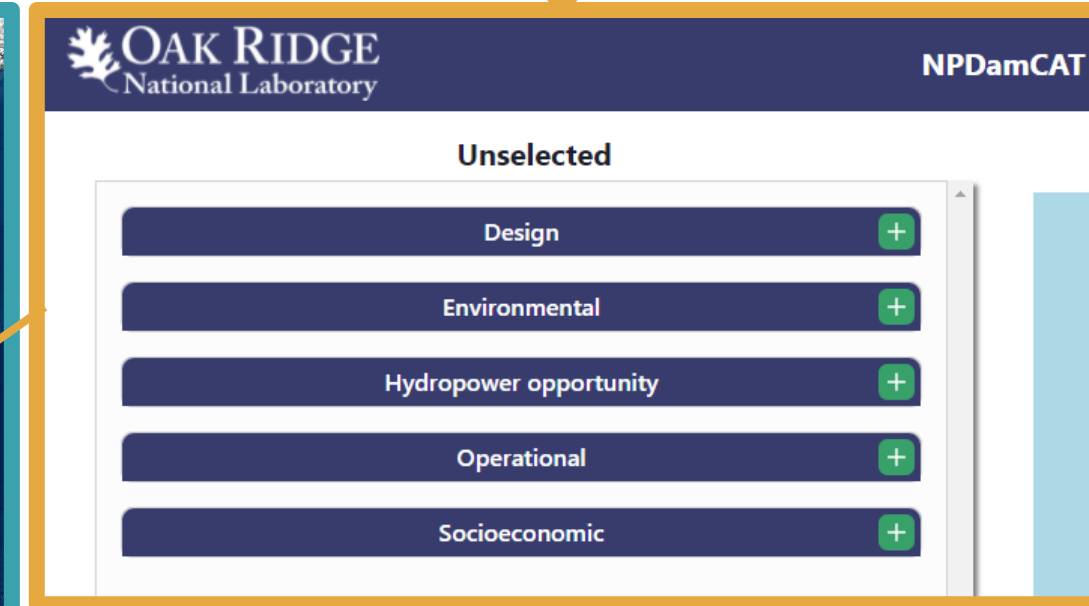 OAK RIDGE
National Laboratory
NPDamCAT
Unselected
Design
Environmental
Hydropower opportunity
Operational
Socioeconomic